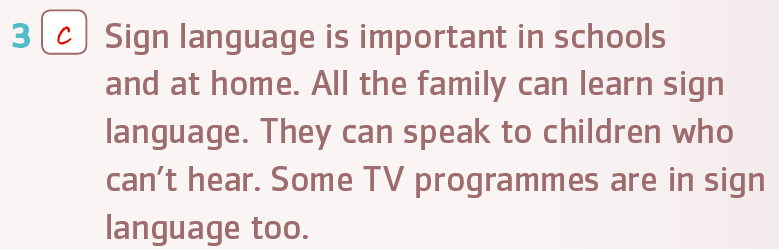 3 c Sign language is important in schools
and at home. All the family can learn sign
language. They can speak to children who
can't hear. Some TV programmes are in sign
language too.